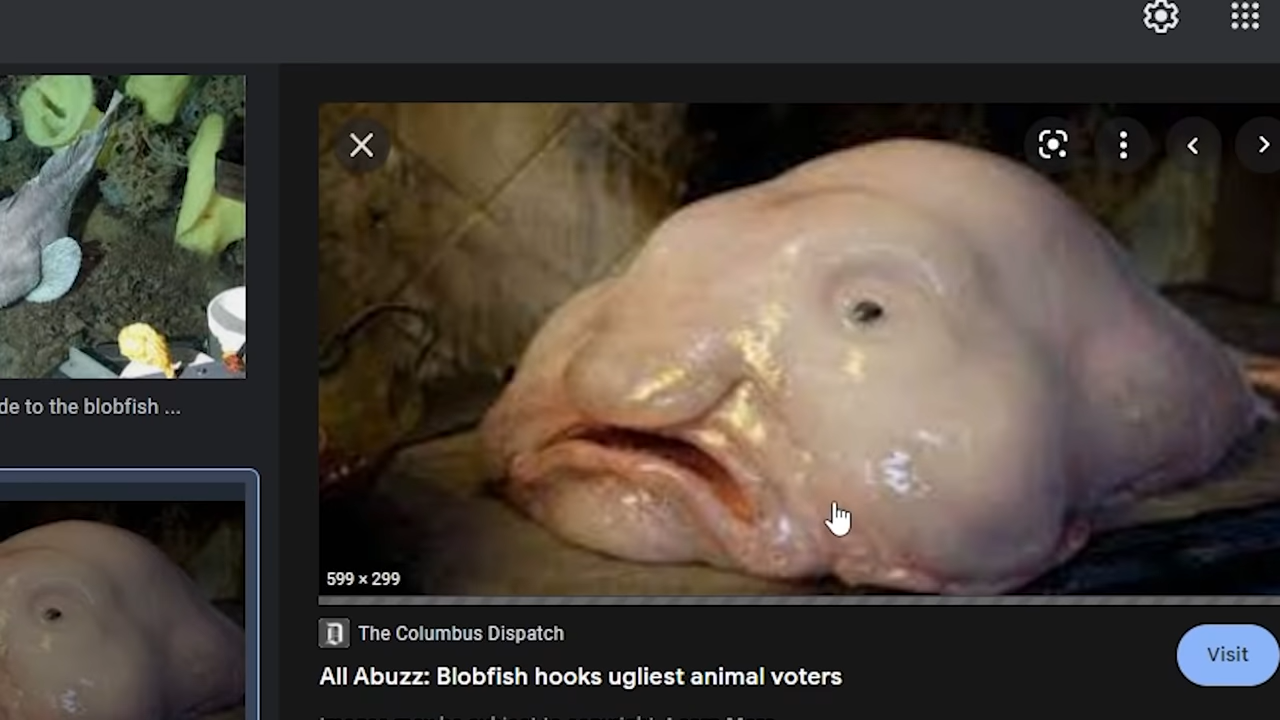 de to the blobfish ...
599 × 299
The Columbus Dispatch
All Abuzz: Blobfish hooks ugliest animal voters
Visit